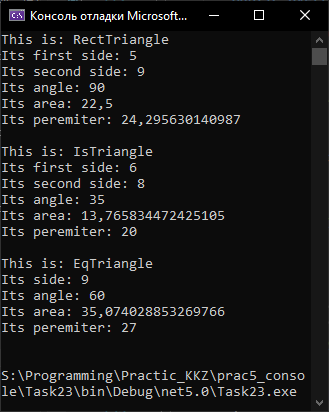 Консоль отладки Microsoft...
This is: RectTriangle
Its first side: 5
Its second side: 9
Its angle: 90
Its area: 22,5
Its peremiter: 24,295630140987
This is: IsTriangle
Its first side: 6
Its second side: 8
Its angle: 35
Its area: 13,765834472425105
Its peremiter: 20
This is: EqTriangle
Its side: 9
Its angle: 60
Its area: 35,074028853269766
Its peremiter: 27
S:\Programming\Practic_KKZ\prac5_conso
le\Task23\bin\Debug\net5.0\Task23.exe